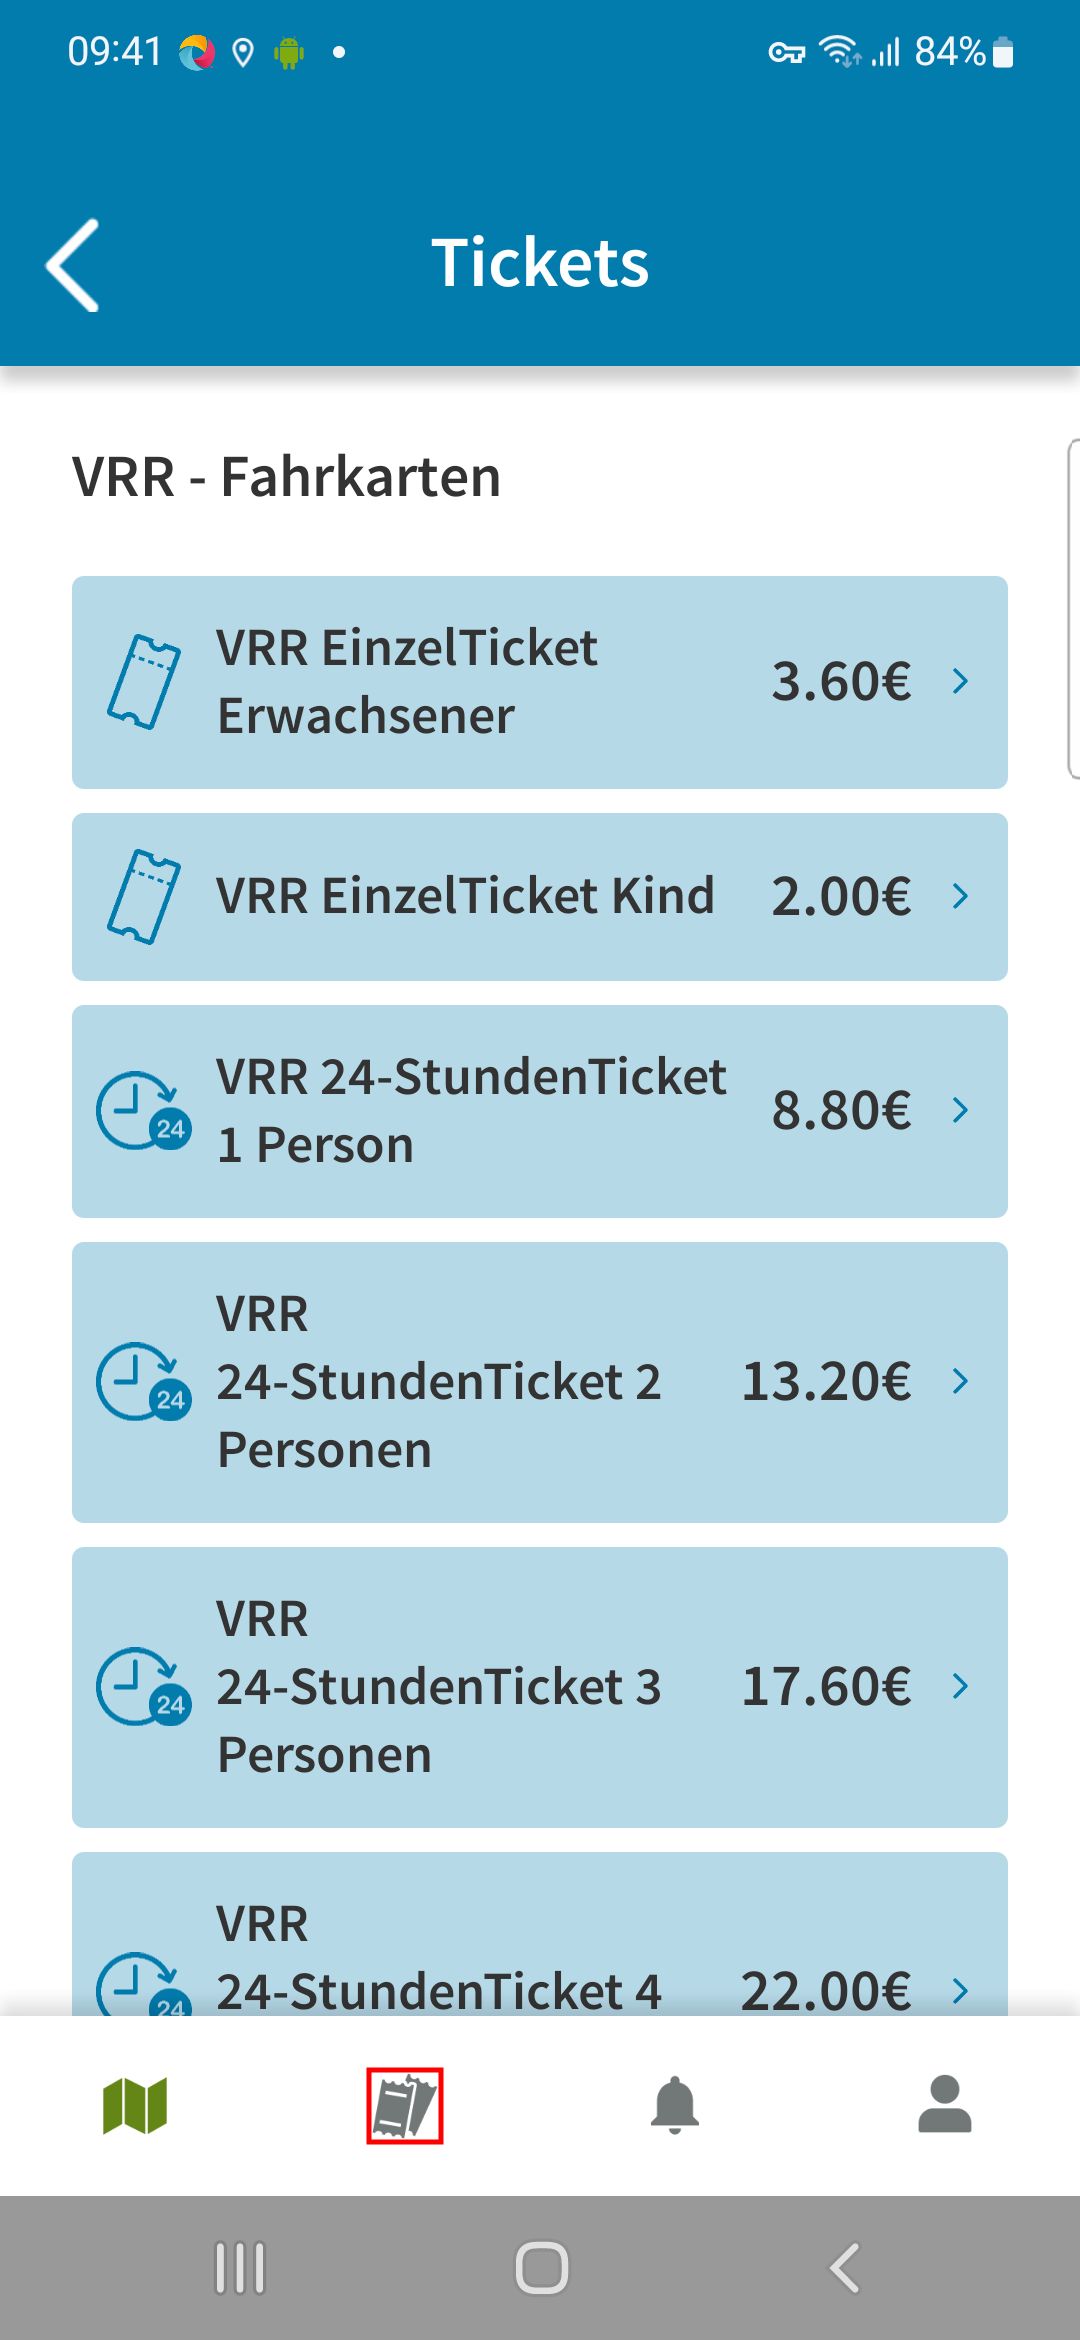 09:41
84%
Tickets
VRR - Fahrkarten
VRR EinzelTicket
Erwachsener
3.60€
VRR EinzelTicket Kind
2.00€
24
VRR 24-StundenTicket
1 Person
8.80€
24
VRR
24-StundenTicket 2
Personen
13.20€
24
VRR
24-StundenTicket 3
Personen
17.60€
24
VRR
24-StundenTicket 4
22.00€